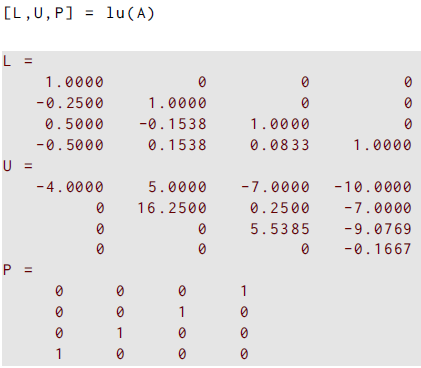 [L,U,P] = lu(A)
L =
1.0000 0 0 0
-0.2500 1.0000 0 0
0.5000 -0.1538 1.0000 0
-0.5000 0.1538 0.0833 1.0000
U =
-4.0000 5.0000 -7.0000 -10.0000
0 16.2500 0.2500 -7.0000
0 0 5.5385 -9.0769
0 0 0 -0.1667
P =
0 0 0 1
0 0 1 0
0 1 0 0
1 0 0 0